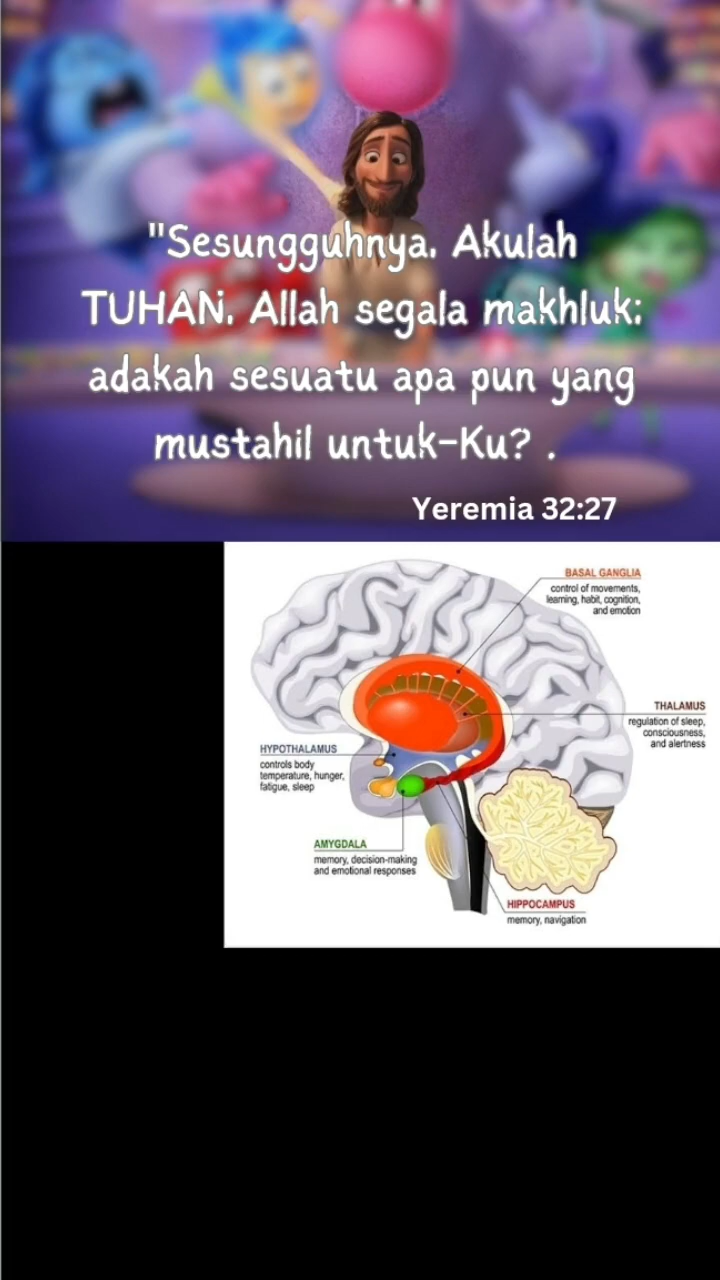 "Sesungguhnya. Akulah
TUHAN. Allah segala makhluk:
adakah sesuatu apa pun yang
mustahil untuk-Ku? .
Yeremia 32:27
BASAL GANGLIA
control of movements,
learning, habit, cognition,
and emotion
THALAMUS
regulation of sleep,
consciousness,
and alertness
HYPOTHALAMUS
controls body
temperature, hunger,
fatigue, sleep
AMYGDALA
memory, decision-making
and emotional responses
HIPPOCAMPUS
memory, navigation